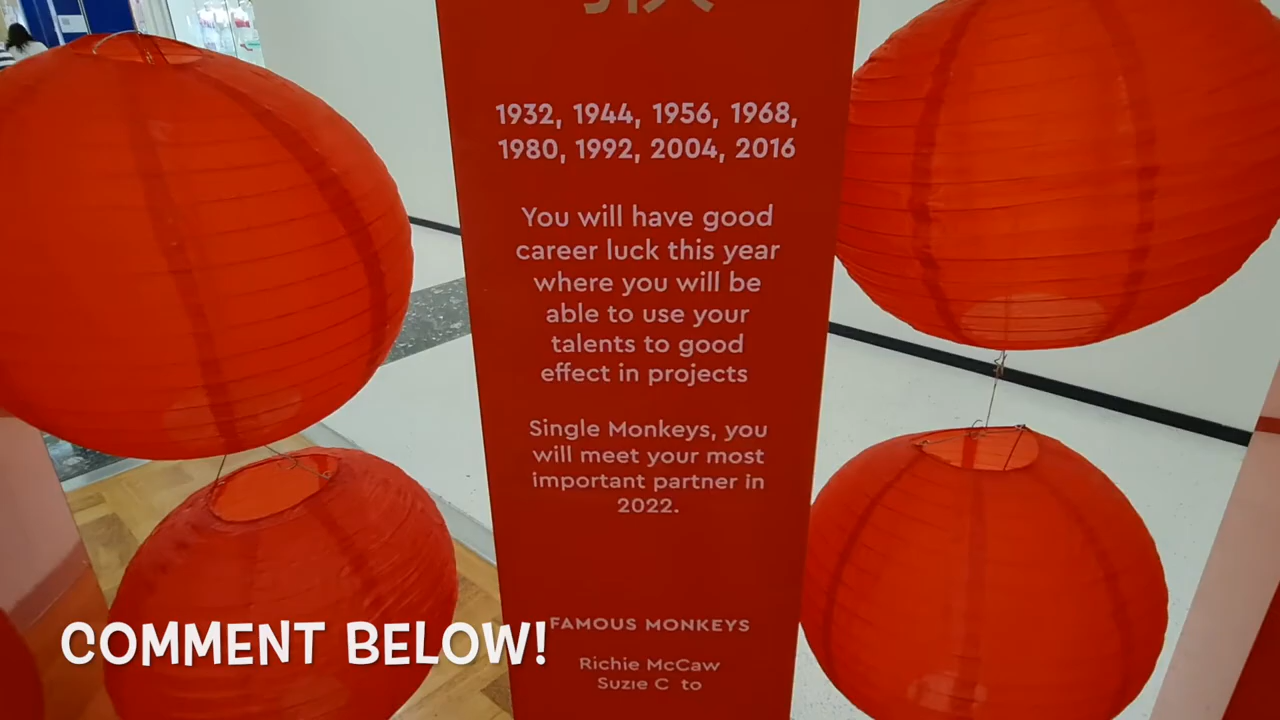 1932, 1944, 1956, 1968,
1980, 1992, 2004, 2016
You will have good
career luck this year
where you will be
able to use your
talents to good
effect in projects
Single Monkeys, you
will meet your most
important partner in
2022.
FAMOUS MONKEYS
Richie McCaw
Suzie C to
COMMENT BELOW!